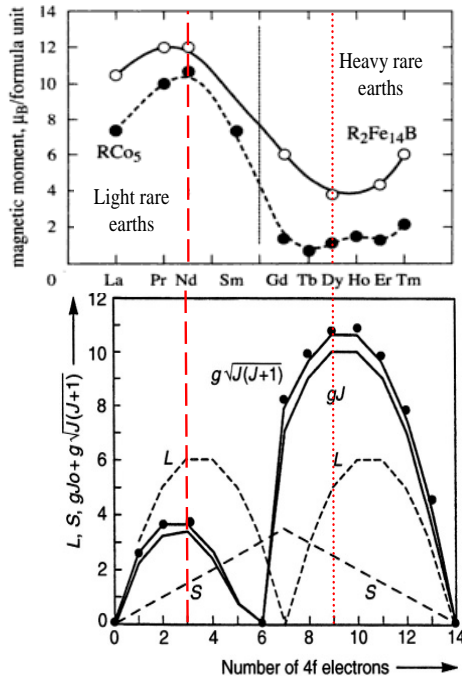 magnetic moment, μB/formula unit
14
12
10
8
6
4
2
0
Heavy rare
earths
R2Fe14B
RCo5
Light rare
earths
La Pr Nd Sm Gd Tb Dy Ho Er Tm
L, S, gJo+g√J(J+1)
12
10
8
6
4
2
0
g√J(J+1)
gJ
L
L
S
S
0 2 4 6 8 10 12 14
Number of 4f electrons